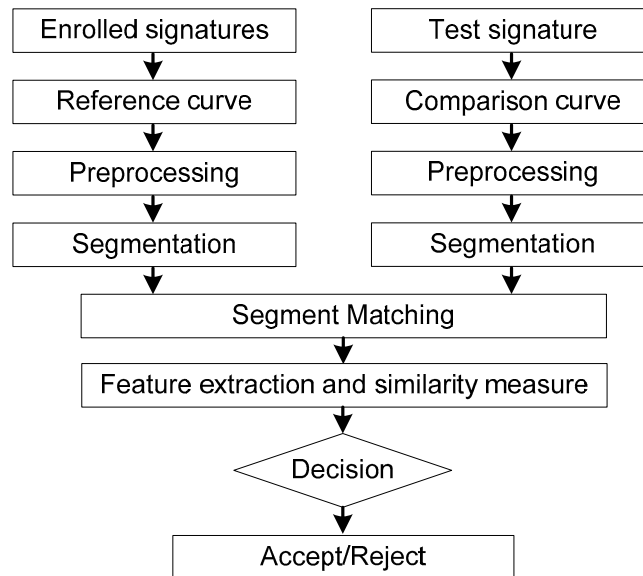 Enrolled signatures
Test signature
Reference curve
Comparison curve
Preprocessing
Preprocessing
Segmentation
Segmentation
Segment Matching
Feature extraction and similarity measure
Decision
Accept/Reject